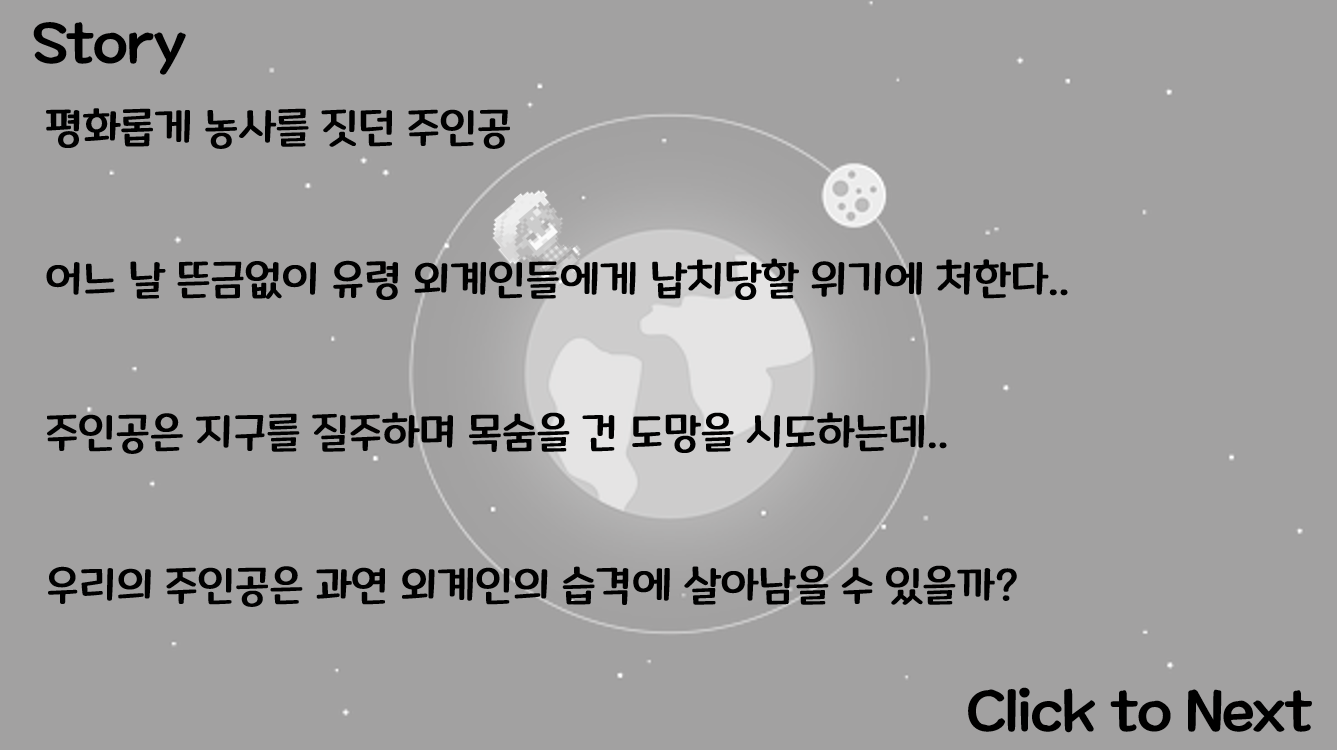 Story
평화롭게 농사를 짓던 주인공
어느 날 뜬금없이 유령 외계인들에게 납치당할 위기에 처한다..
주인공은 지구를 질주하며 목숨을 건 도망을 시도하는데..
우리의 주인공은 과연 외계인의 습격에 살아남을 수 있을까?
Click to Next